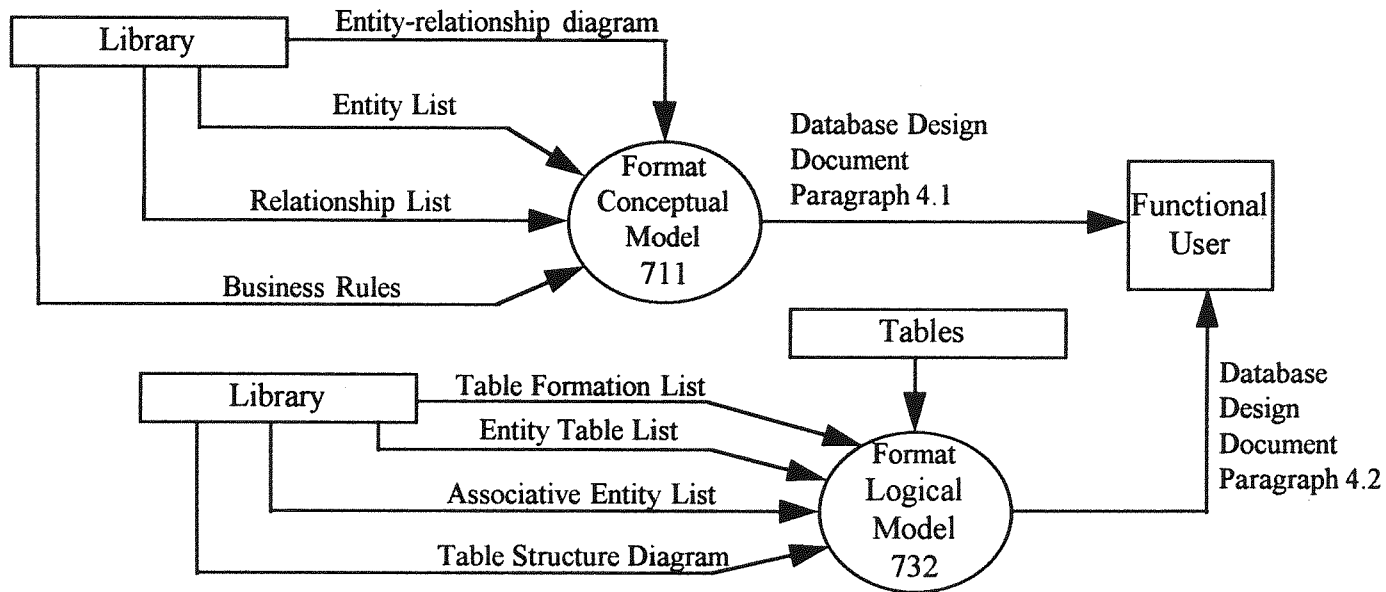 Entity-relationship diagram
Library
Entity List
Relationship List
Business Rules
Format
Conceptual
Model
711
Database Design
Document
Paragraph 4.1
Functional
User
Tables
Library
Table Formation List
Entity Table List
Associative Entity List
Table Structure Diagram
Format
Logical
Model
732
Database
Design
Document
Paragraph 4.2